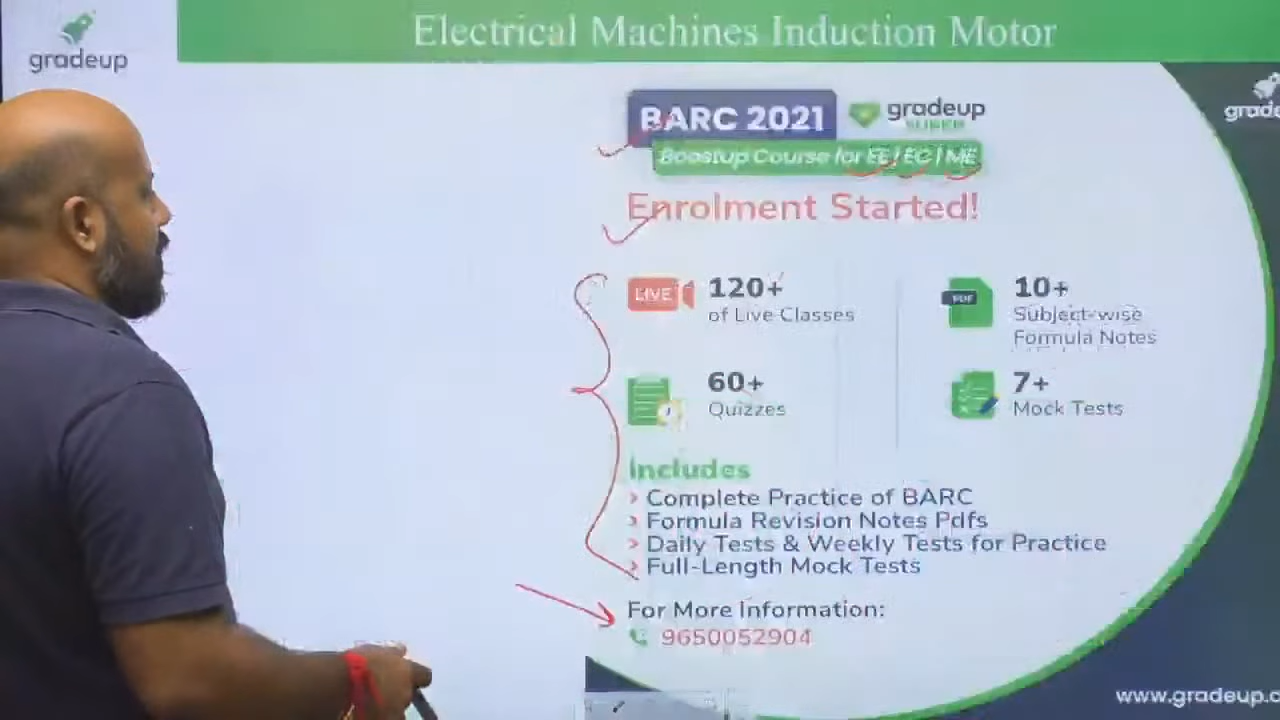 Electrical Machines Induction Motor
gradeup
BARC 2021
gradeup
SUPER
Boostup Course for EE | EC | ME
Enrolment Started!
LIVE
120+
of Live Classes
PDF
10+
Subject-wise
Formula Notes
60+
Quizzes
7+
Mock Tests
Includes
> Complete Practice of BARC
> Formula Revision Notes Pdfs
> Daily Tests & Weekly Tests for Practice
> Full-Length Mock Tests
For More Information:
9650052904
www.gradeup.c